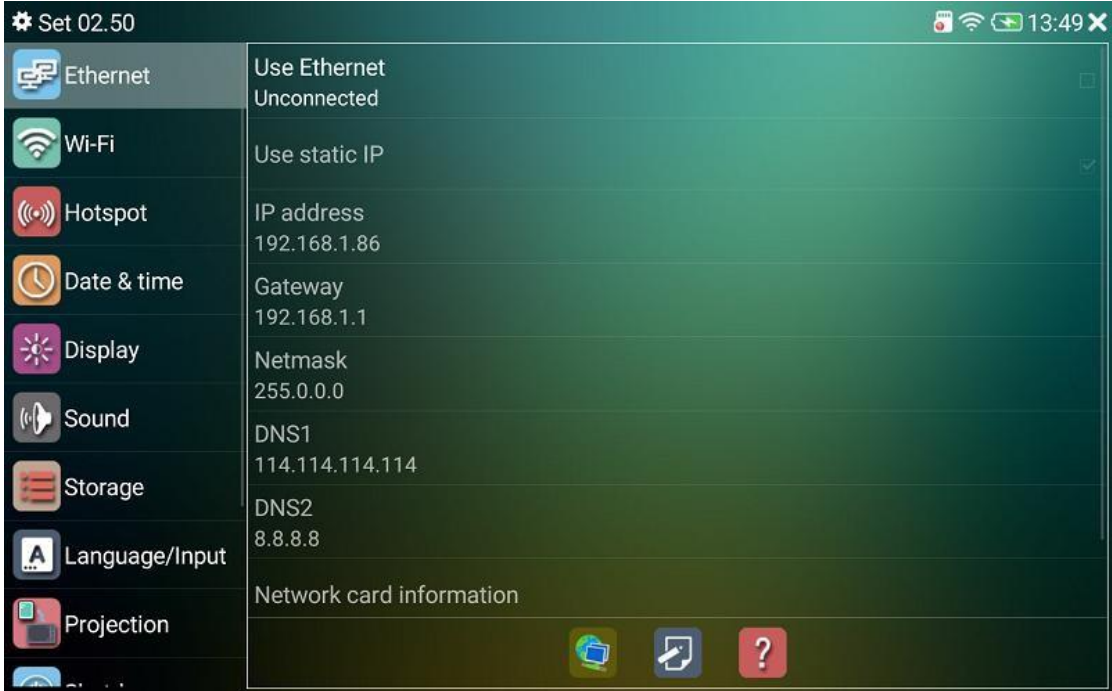 Set 02.50
13:49
Ethernet
Wi-Fi
Hotspot
Date & time
Display
Sound
Storage
Language/Input
Projection
Use Ethernet
Unconnected
Use static IP
IP address
192.168.1.86
Gateway
192.168.1.1
Netmask
255.0.0.0
DNS1
114.114.114.114
DNS2
8.8.8.8
Network card information